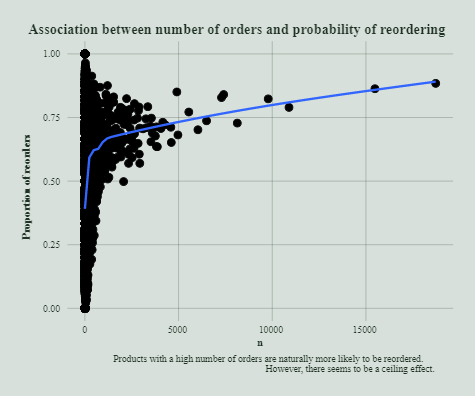 Association between number of orders and probability of reordering
1.00
0.75
0.50
0.25
0.00
Proportion of reorders
0
5000
10000
15000
n
Products with a high number of orders are naturally more likely to be reordered.
However, there seems to be a ceiling effect.